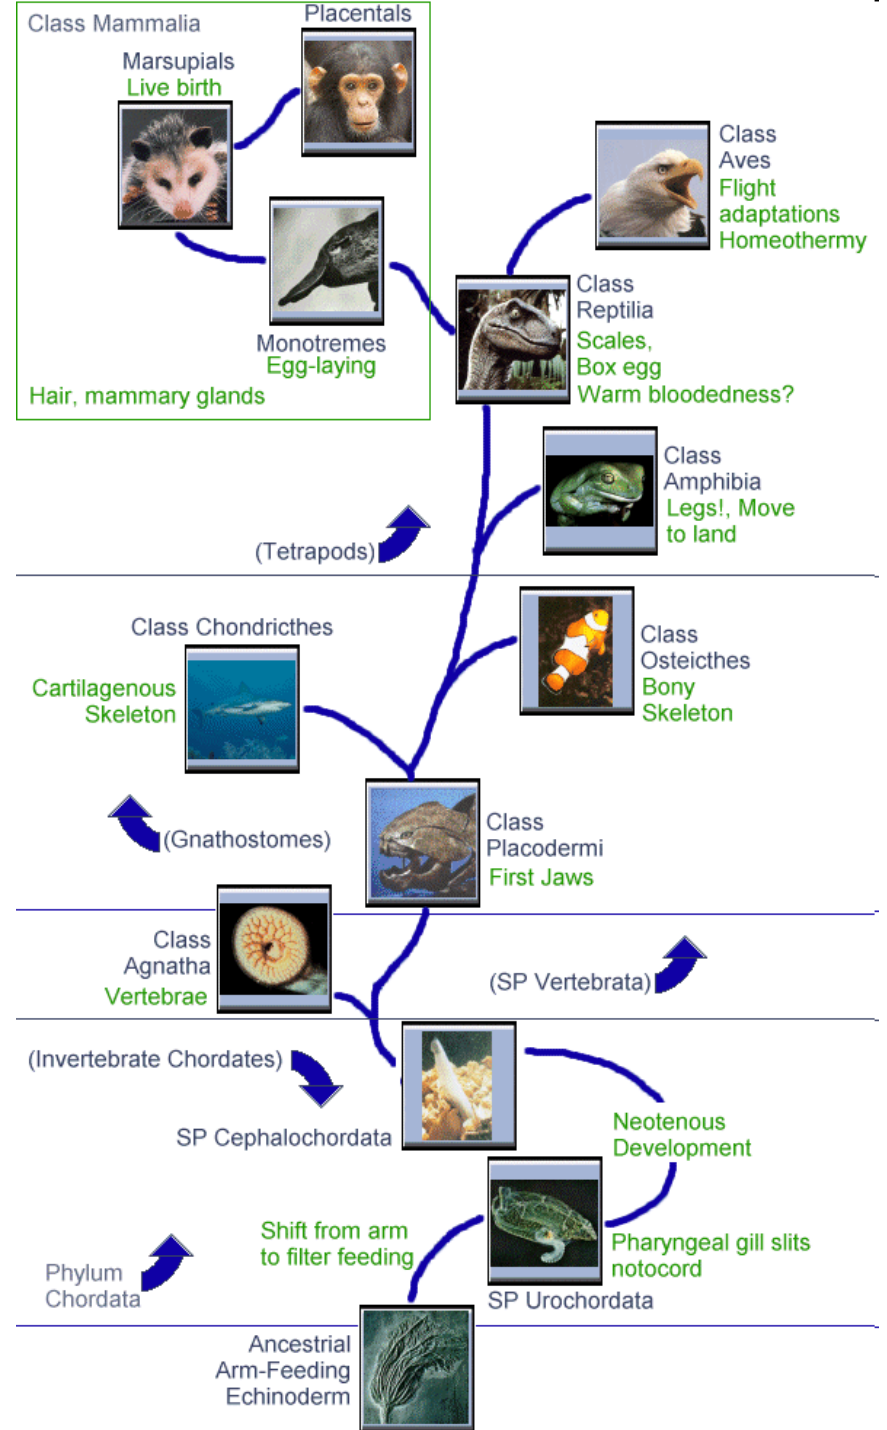 Class Mammalia
Placentals
Marsupials
Live birth
Class
Aves
Flight
adaptations
Homeothermy
Class
Reptilia
Scales,
Box egg
Warm bloodedness?
Monotremes
Egg-laying
Hair, mammary glands
Class
Amphibia
Legs!, Move
to land
(Tetrapods)
Class Chondricthes
Cartilagenous
Skeleton
Class
Osteicthes
Bony
Skeleton
(Gnathostomes)
Class
Placodermi
First Jaws
Class
Agnatha
Vertebrae
(SP Vertebrata)
(Invertebrate Chordates)
SP Cephalochordata
Neotenous
Development
Shift from arm
to filter feeding
Pharyngeal gill slits
notocord
Phylum
Chordata
SP Urochordata
Ancestrial
Arm-Feeding
Echinoderm